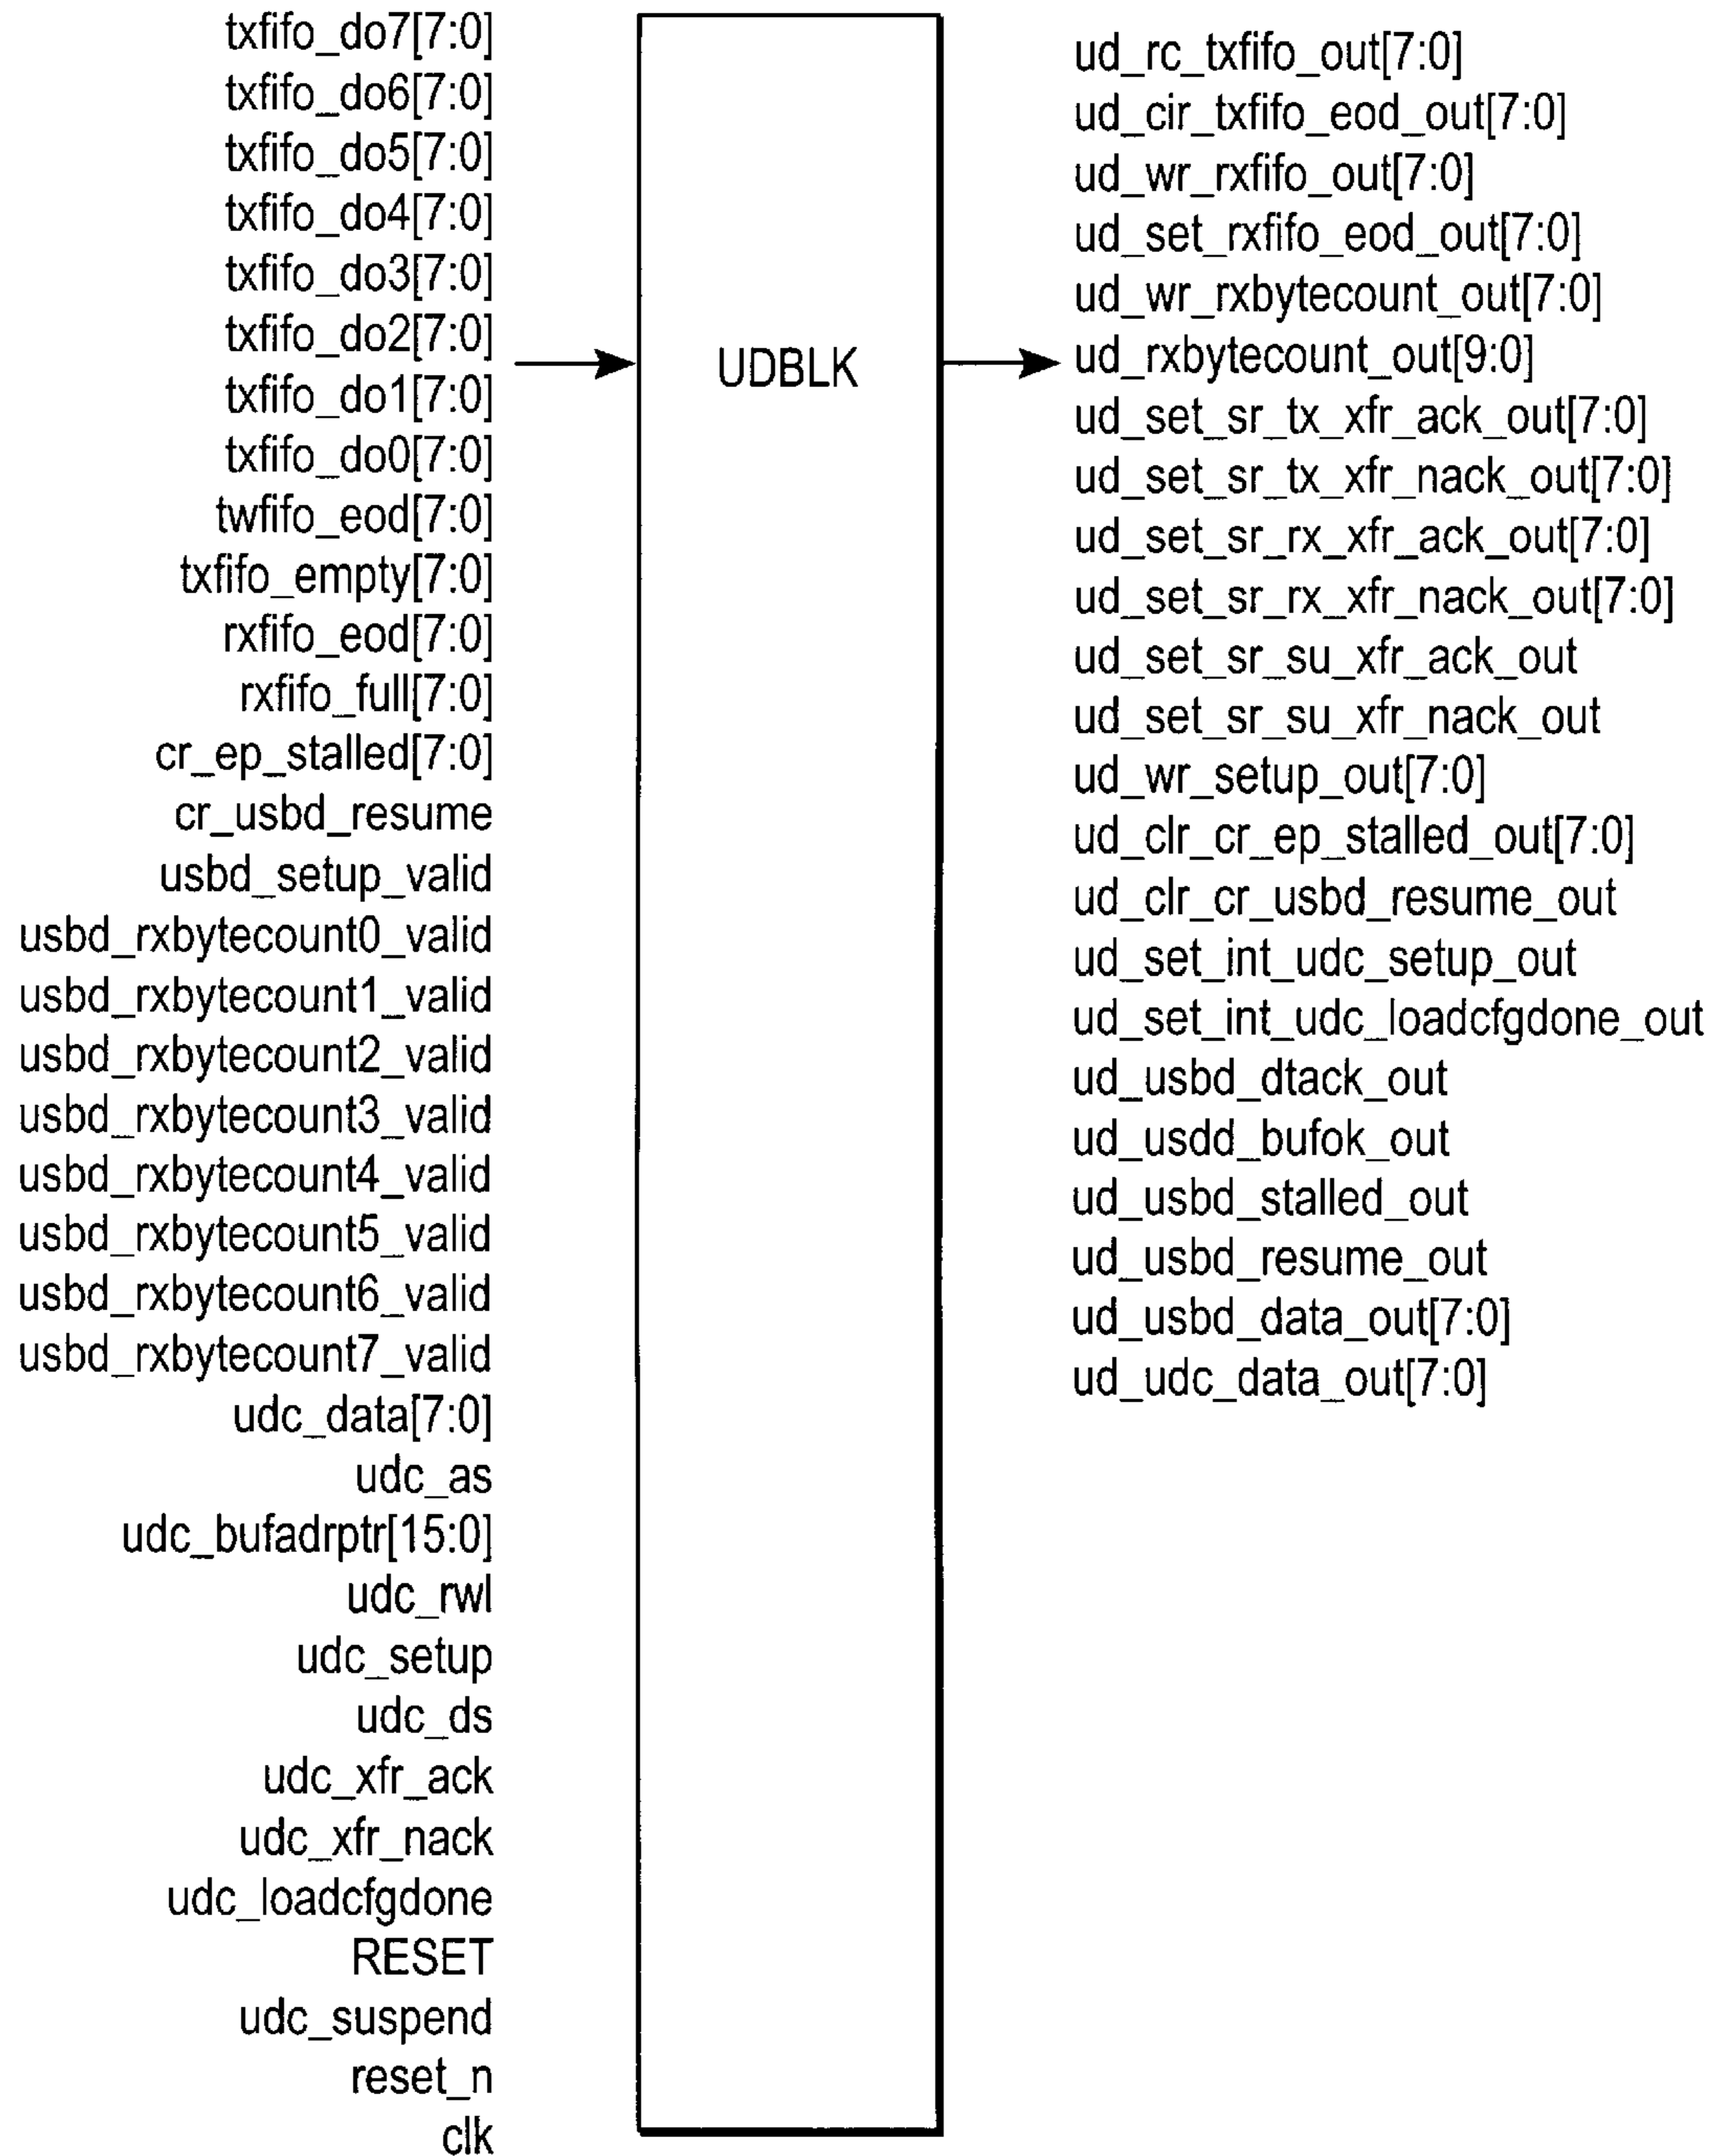 txfifo_do7[7:0]
txfifo_do6[7:0]
txfifo_do5[7:0]
txfifo_do4[7:0]
txfifo_do3[7:0]
txfifo_do2[7:0]
txfifo_do1[7:0]
txfifo_do0[7:0]
twfifo_eod[7:0]
txfifo_empty[7:0]
rxfifo_eod[7:0]
rxfifo_full[7:0]
cr_ep_stalled[7:0]
cr_usbd_resume
usbd_setup_valid
usbd_rxbytecount0_valid
usbd_rxbytecount1_valid
usbd_rxbytecount2_valid
usbd_rxbytecount3_valid
usbd_rxbytecount4_valid
usbd_rxbytecount5_valid
usbd_rxbytecount6_valid
usbd_rxbytecount7_valid
udc_data[7:0]
udc_as
udc_bufadrptr[15:0]
udc_rwl
udc_setup
udc_ds
udc_xfr_ack
udc_xfr_nack
udc_loadcfgdone
RESET
udc_suspend
reset_n
clk
UDBLK
ud_rc_txfifo_out[7:0]
ud_cir_txfifo_eod_out[7:0]
ud_wr_rxfifo_out[7:0]
ud_set_rxfifo_eod_out[7:0]
ud_wr_rxbytecount_out[7:0]
ud_rxbytecount_out[9:0]
ud_set_sr_tx_xfr_ack_out[7:0]
ud_set_sr_tx_xfr_nack_out[7:0]
ud_set_sr_rx_xfr_ack_out[7:0]
ud_set_sr_rx_xfr_nack_out[7:0]
ud_set_sr_su_xfr_ack_out
ud_set_sr_su_xfr_nack_out
ud_wr_setup_out[7:0]
ud_clr_cr_ep_stalled_out[7:0]
ud_clr_cr_usbd_resume_out
ud_set_int_udc_setup_out
ud_set_int_udc_loadcfgdone_out
ud_usbd_dtack_out
ud_usdd_bufok_out
ud_usbd_stalled_out
ud_usbd_resume_out
ud_usbd_data_out[7:0]
ud_udc_data_out[7:0]